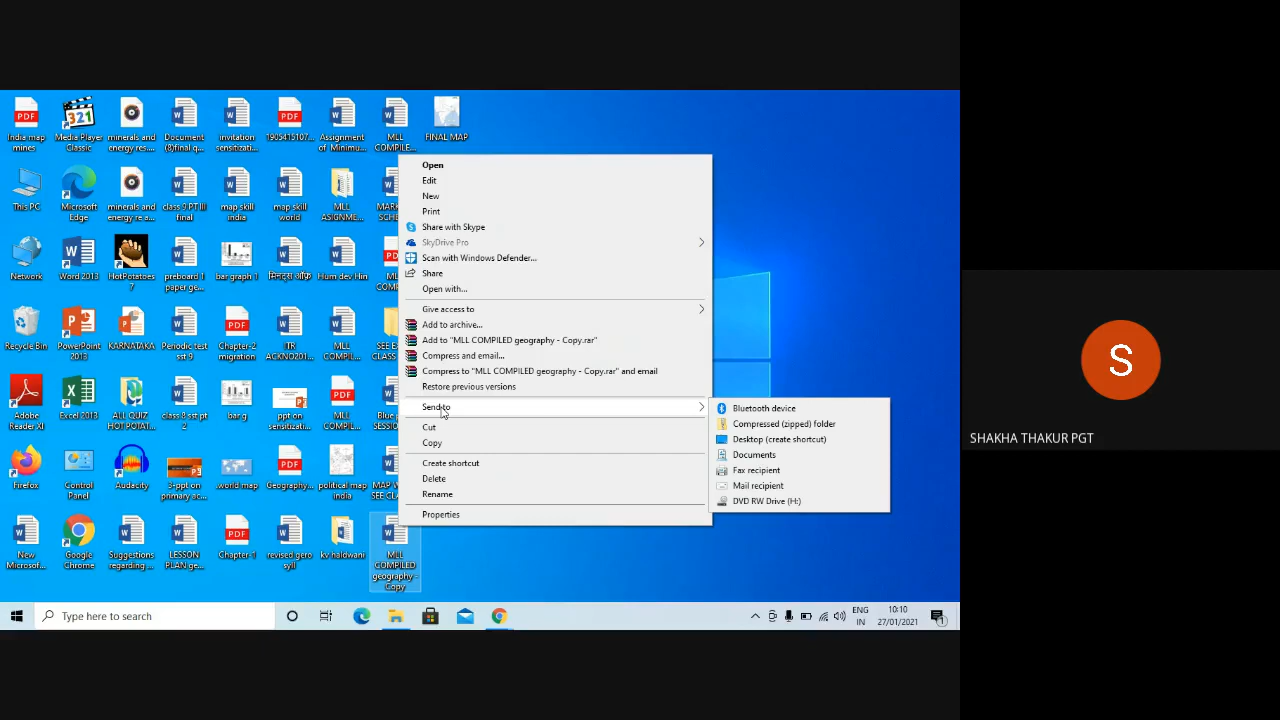 India map
mines
Media Player
Classic
minerals and
energy res....
Document
(8)final q...
invitation
sensitizati...
1905415107...
Assignment
of Minimu...
MLL
COMPILE...
FINAL MAP
This PC
Microsoft
Edge
minerals and
energy re a...
class 9 PT III
final
map skill
india
map skill
world
MLL
ASIGNME...
Network
Word 2013
HotPotatoes
7
preboard 1
paper ge...
bar graph 1
मिनट्स ऑफ़
Hum dev Hin
Recycle Bin
PowerPoint
2013
KARNATAKA
Periodic test
sst 9
Chapter-2
migration
TR
ACKNO201...
MLL
COMPIL...
Adobe
Reader XI
Excel 2013
ALL QUIZ
HOT POTAT...
class 8 sst pt
2
bar g
ppt on
sensitizati...
MLL
COMPIL...
Firefox
Control
Panel
Audacity
3-ppt on
primary ac...
world map
Geography...
political map
india
New
Microsof...
Google
Chrome
Suggestions
regarding ...
LESSON
PLAN ge...
Chapter-1
revised gero
syll
kv haldwani
MLL
COMPILED
geography -
Copy
Open
Edit
New
Print
Share with Skype
SkyDrive Pro
Scan with Windows Defender...
Share
Open with...
Give access to
Add to archive...
Add to "MLL COMPILED geography - Copy.rar"
Compress and email...
Compress to "MLL COMPILED geography - Copy.rar" and email
Restore previous versions
Send to
Cut
Copy
Create shortcut
Delete
Rename
Properties
Bluetooth device
Compressed (zipped) folder
Desktop (create shortcut)
Documents
Fax recipient
Mail recipient
DVD RW Drive (H:)
Type here to search
ENG
IN
10:10
27/01/2021
S
SHAKHA THAKUR PGT